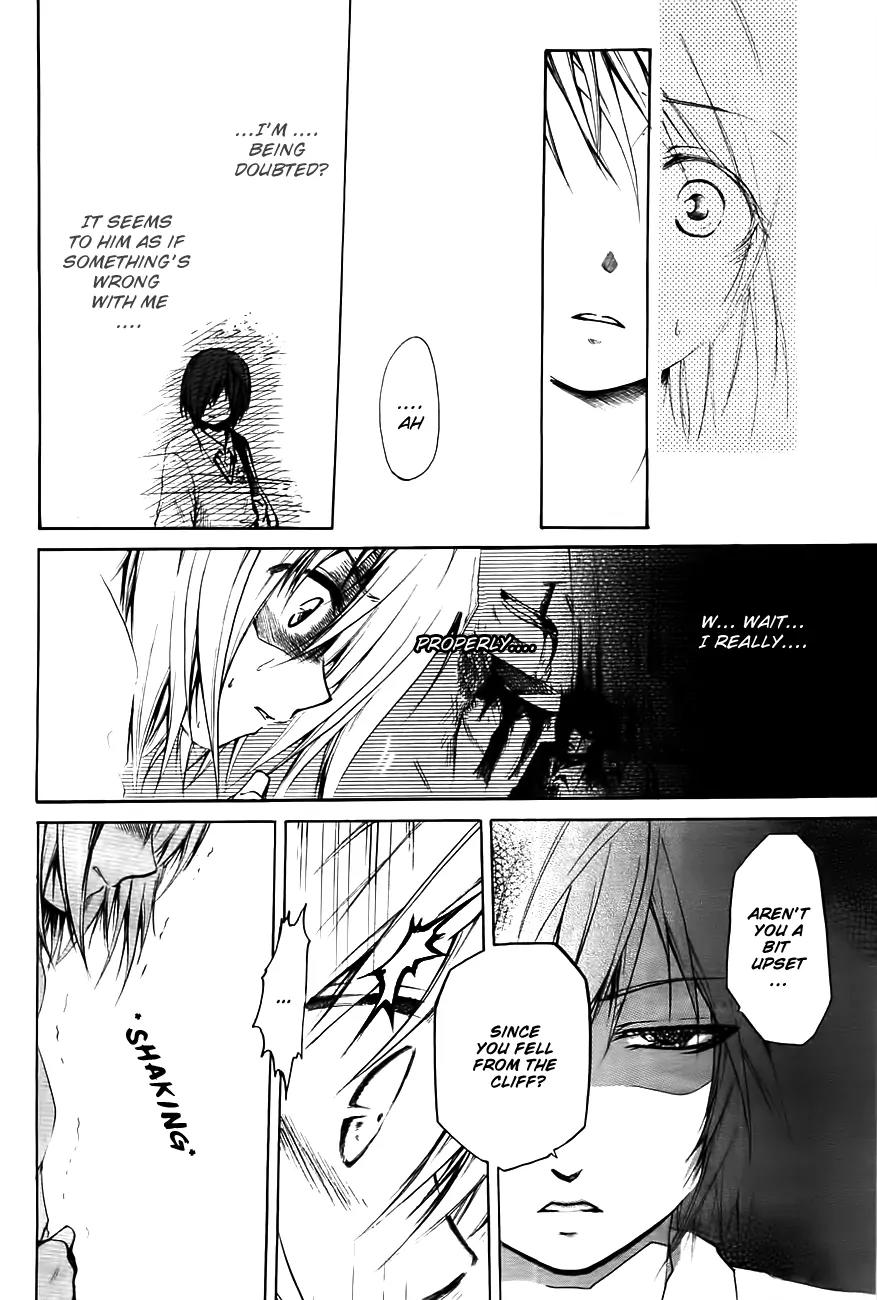 ....
AH
...I'M ....
BEING
DOUBTED?
IT SEEMS
TO HIM AS IF
SOMETHING'S
WRONG
WITH ME
....
W... WAIT...
I REALLY....
PROPERLY....
AREN'T
YOU A
BIT
UPSET
...
SINCE
YOU FELL
FROM THE
CLIFF?
...
*SHAKING*